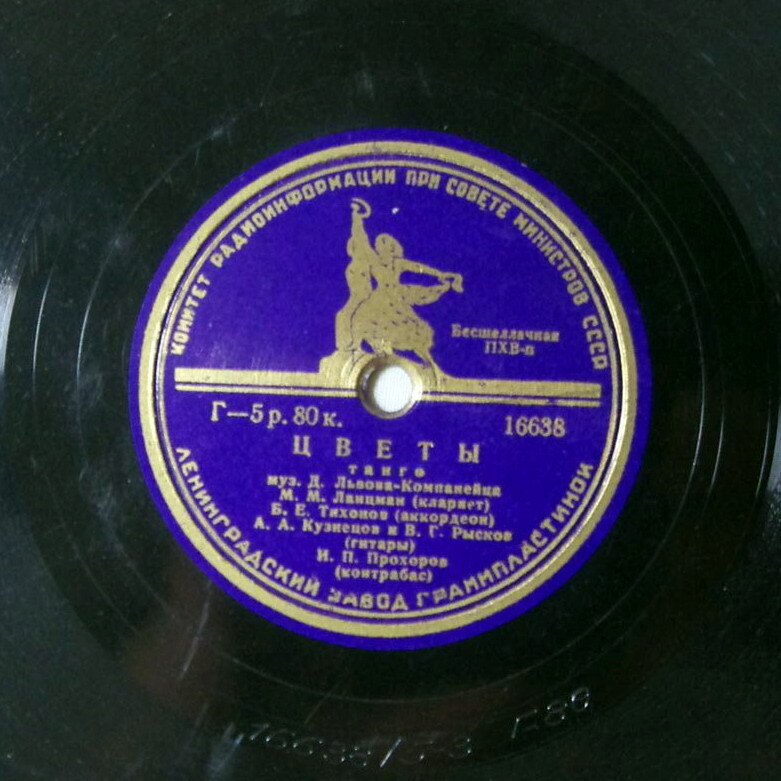 КОМИТЕТ РАДИОИНФОРМАЦИИ ПРИ СОВЕТЕ МИНИСТРОВ СССР
Бесшеллачная
ПХВ-п
Г—5 р. 80 к.
16638
ЦВЕТЫ
танго
муз. Д. Львова-Компанейца
М. М. Ланцман (кларнет)
Б. Е. Тихонов (аккордеон)
А. А. Кузнецов и В. Г. Рысков
(гитары)
И. П. Прохоров
(контрабас)
ЛЕНИНГРАДСКИЙ ЗАВОД ГРАМПЛАСТИНОК